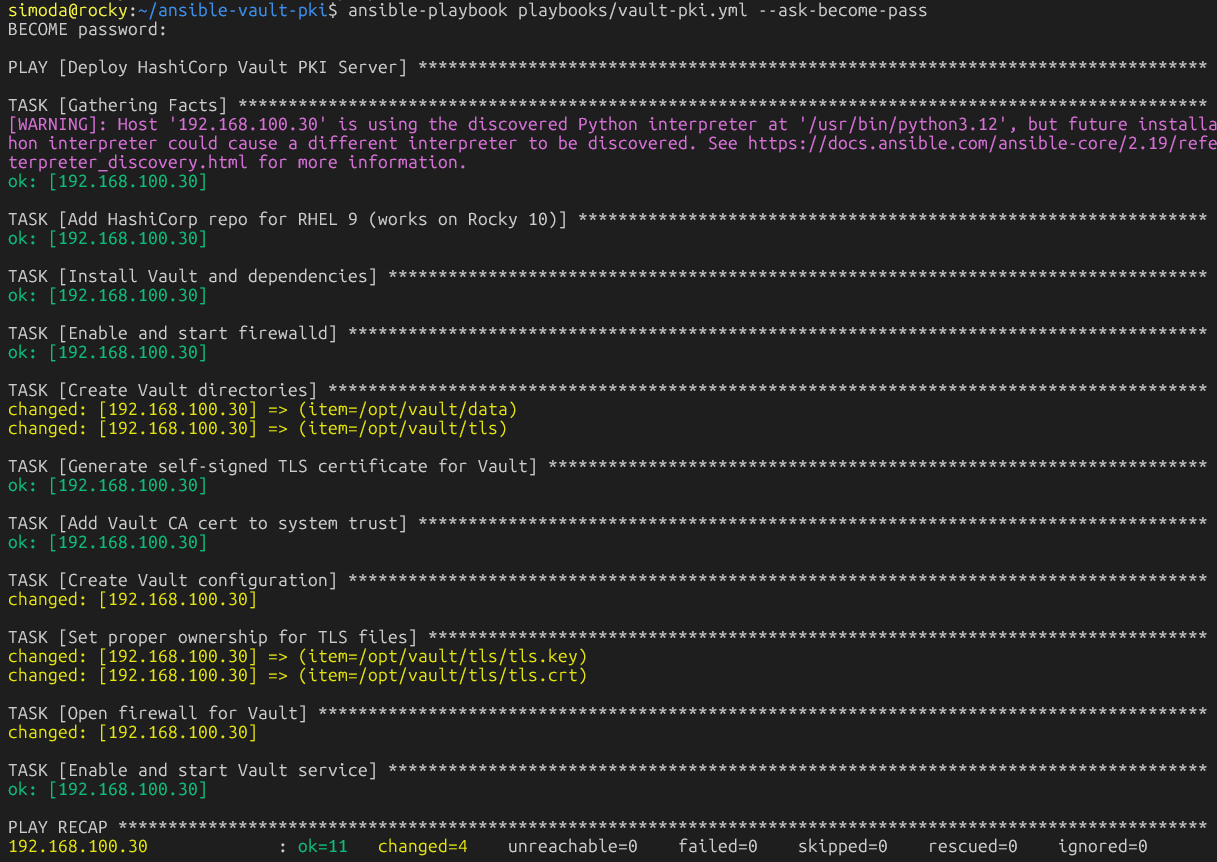 simoda@rocky:~/ansible-vault-pki$ ansible-playbook playbooks/vault-pki.yml --ask-become-pass
BECOME password:
PLAY [Deploy HashiCorp Vault PKI Server] *******************************************************************************
TASK [Gathering Facts] *************************************************************************************************
[WARNING]: Host '192.168.100.30' is using the discovered Python interpreter at '/usr/bin/python3.12', but future installa
hon interpreter could cause a different interpreter to be discovered. See https://docs.ansible.com/ansible-core/2.19/refe
terpreter_discovery.html for more information.
ok: [192.168.100.30]
TASK [Add HashiCorp repo for RHEL 9 (works on Rocky 10)] ***************************************************************
ok: [192.168.100.30]
TASK [Install Vault and dependencies] **********************************************************************************
ok: [192.168.100.30]
TASK [Enable and start firewalld] **************************************************************************************
ok: [192.168.100.30]
TASK [Create Vault directories] ****************************************************************************************
changed: [192.168.100.30] => (item=/opt/vault/data)
changed: [192.168.100.30] => (item=/opt/vault/tls)
TASK [Generate self-signed TLS certificate for Vault] ******************************************************************
ok: [192.168.100.30]
TASK [Add Vault CA cert to system trust] *******************************************************************************
ok: [192.168.100.30]
TASK [Create Vault configuration] **************************************************************************************
changed: [192.168.100.30]
TASK [Set proper ownership for TLS files] ******************************************************************************
changed: [192.168.100.30] => (item=/opt/vault/tls/tls.key)
changed: [192.168.100.30] => (item=/opt/vault/tls/tls.crt)
TASK [Open firewall for Vault] *****************************************************************************************
changed: [192.168.100.30]
TASK [Enable and start Vault service] **********************************************************************************
ok: [192.168.100.30]
PLAY RECAP *************************************************************************************************************
192.168.100.30             : ok=11   changed=4    unreachable=0    failed=0    skipped=0    rescued=0    ignored=0